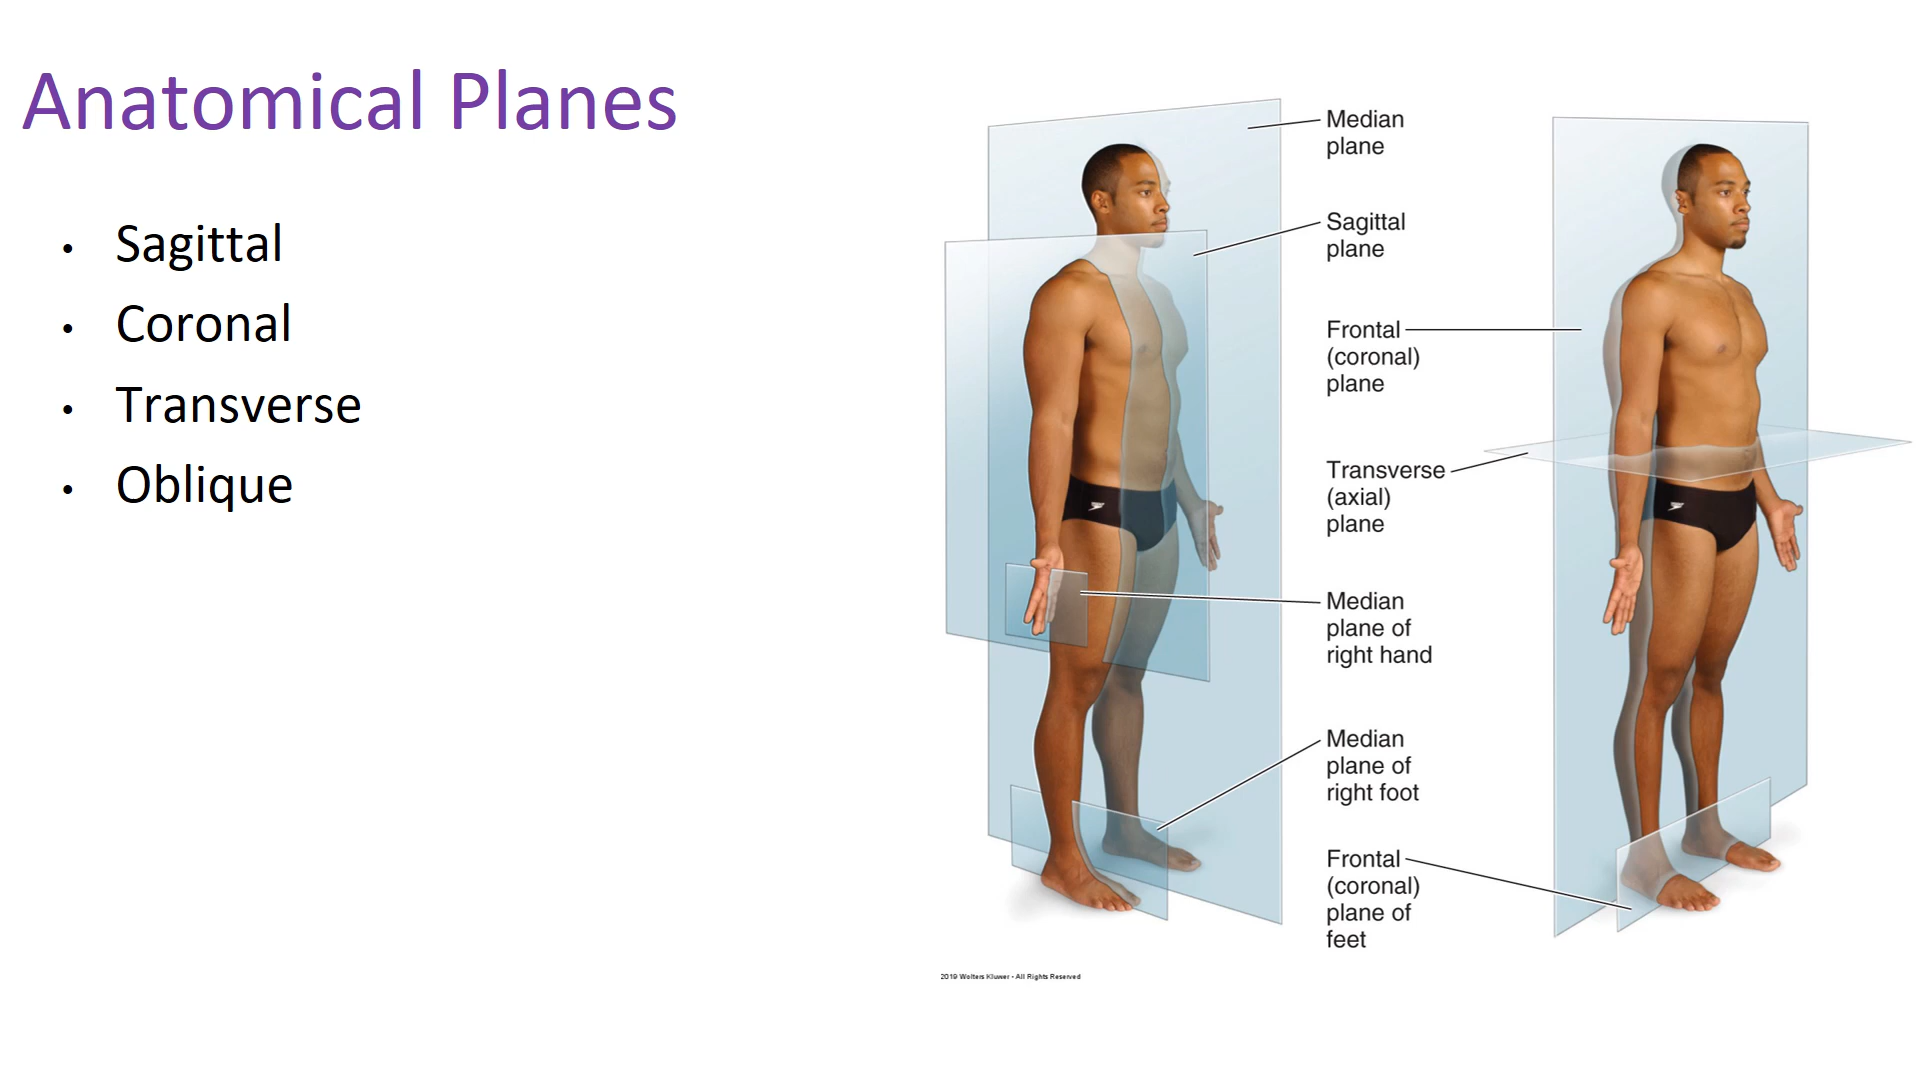 Anatomical Planes
• Sagittal
• Coronal
• Transverse
• Oblique
Median
plane
Sagittal
plane
Frontal
(coronal)
plane
Transverse
(axial)
plane
Median
plane of
right hand
Median
plane of
right foot
Frontal
(coronal)
plane of
feet
2019 Wolters Kluwer - All Rights Reserved